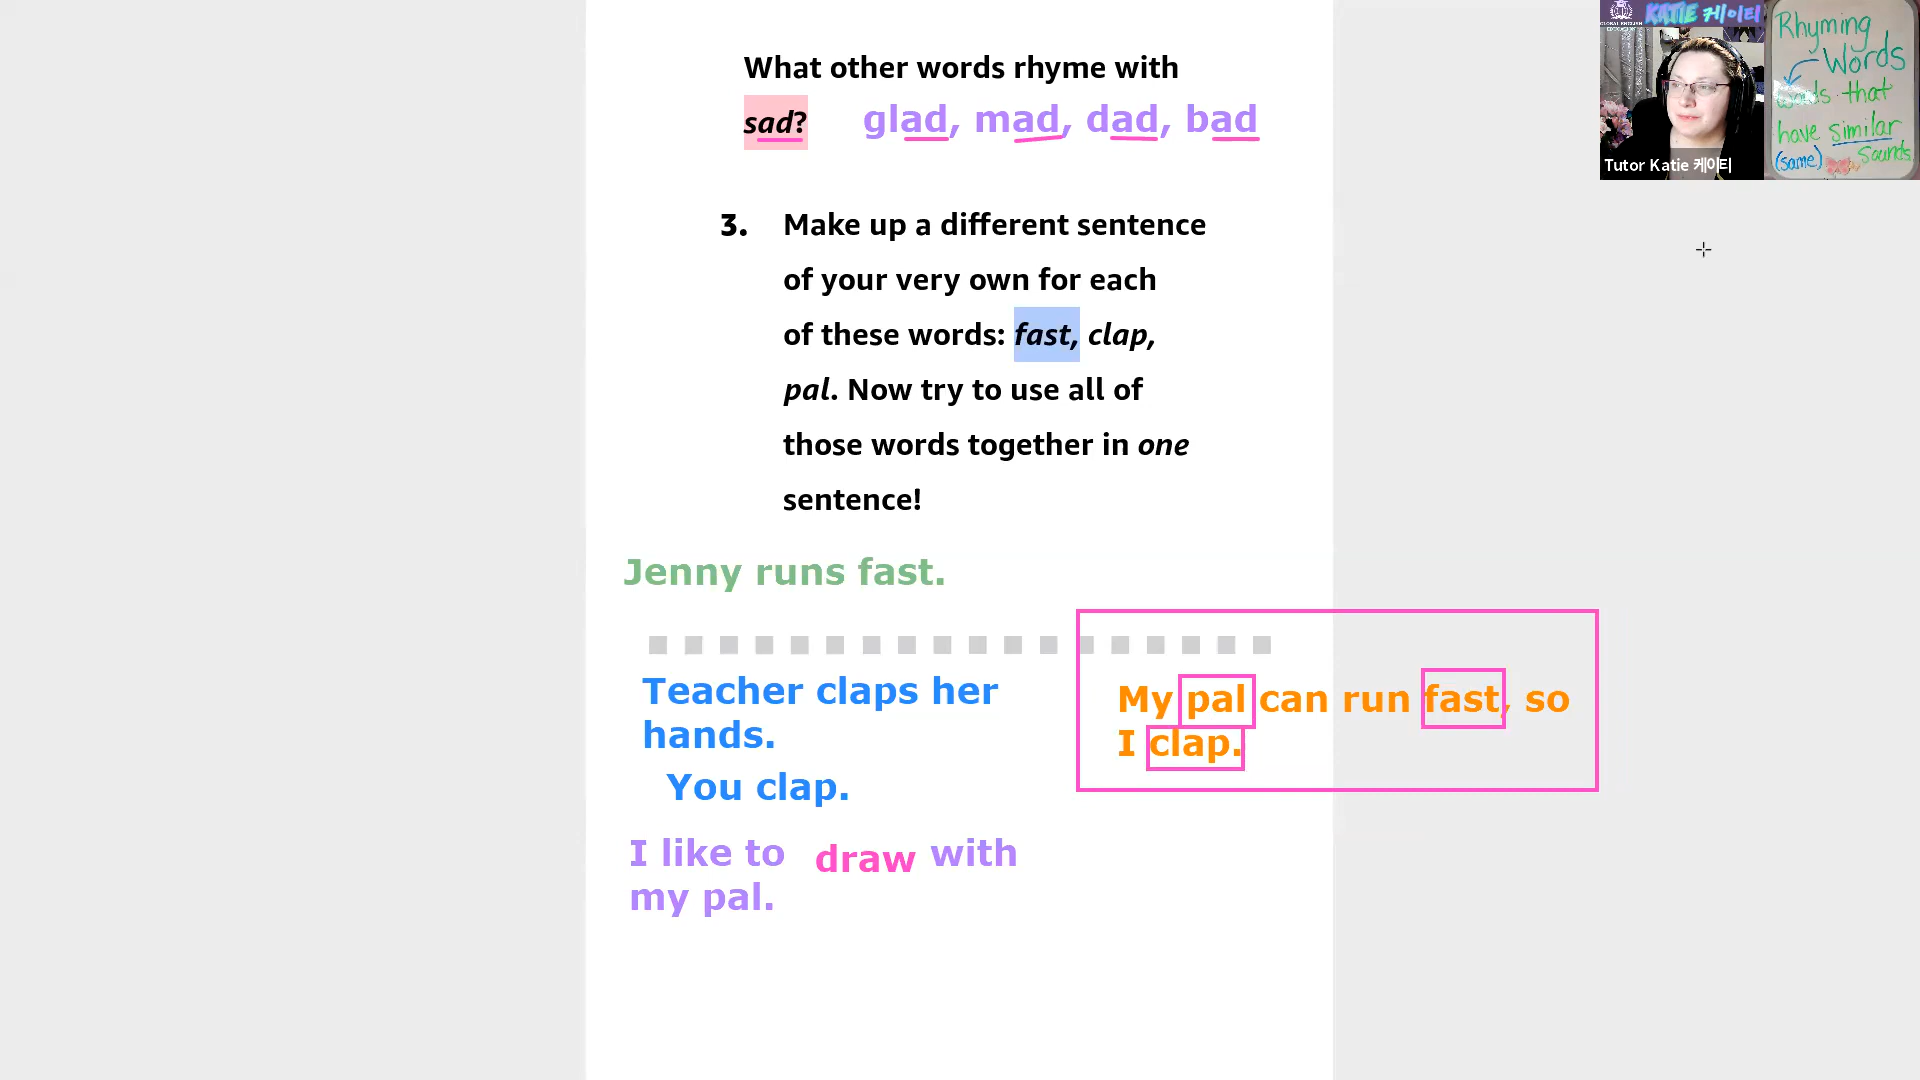 What other words rhyme with
sad? glad, mad, dad, bad
3. Make up a different sentence
of your very own for each
of these words: fast, clap,
pal. Now try to use all of
those words together in one
sentence!
Jenny runs fast.
Teacher claps her
hands.
You clap.
I like to draw with
my pal.
My pal can run fast, so
I clap.
KATIE 케이티
GLOBAL ENGLISH
EDUCATION
Tutor Katie 케이티
Rhyming
Words
words that
have similar
(same) sounds